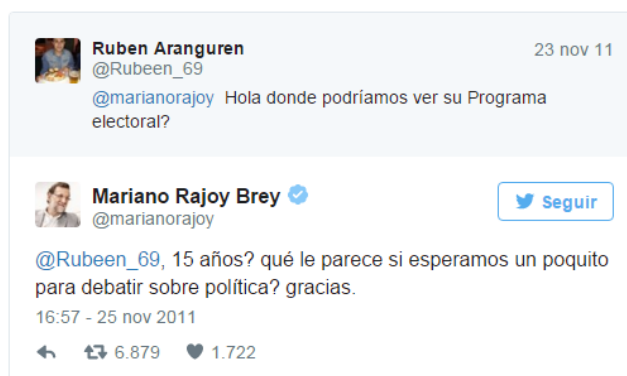 Ruben Aranguren
23 nov 11
@Rubeen_69
@marianorajoy Hola donde podríamos ver su Programa
electoral?
Mariano Rajoy Brey
Seguir
@marianorajoy
@Rubeen_69, 15 años? qué le parece si esperamos un poquito
para debatir sobre política? gracias.
16:57 - 25 nov 2011
6.879 1.722